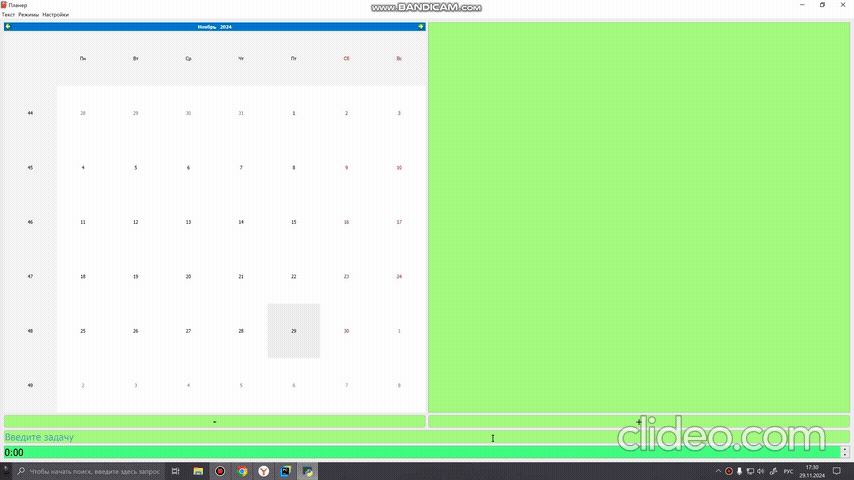 Планер
www.BANDICAM.com
Текст Режимы Настройки
Ноябрь 2024
Пн Вт Ср Чт Пт Сб Вс
44 28 29 30 31 1 2 3
45 4 5 6 7 8 9 10
46 11 12 13 14 15 16 17
47 18 19 20 21 22 23 24
48 25 26 27 28 29 30 1
49 2 3 4 5 6 7 8
- +
Введите задачу
clideo.com
0:00
Чтобы начать поиск, введите здесь запрос
РУС
17:30
29.11.2024